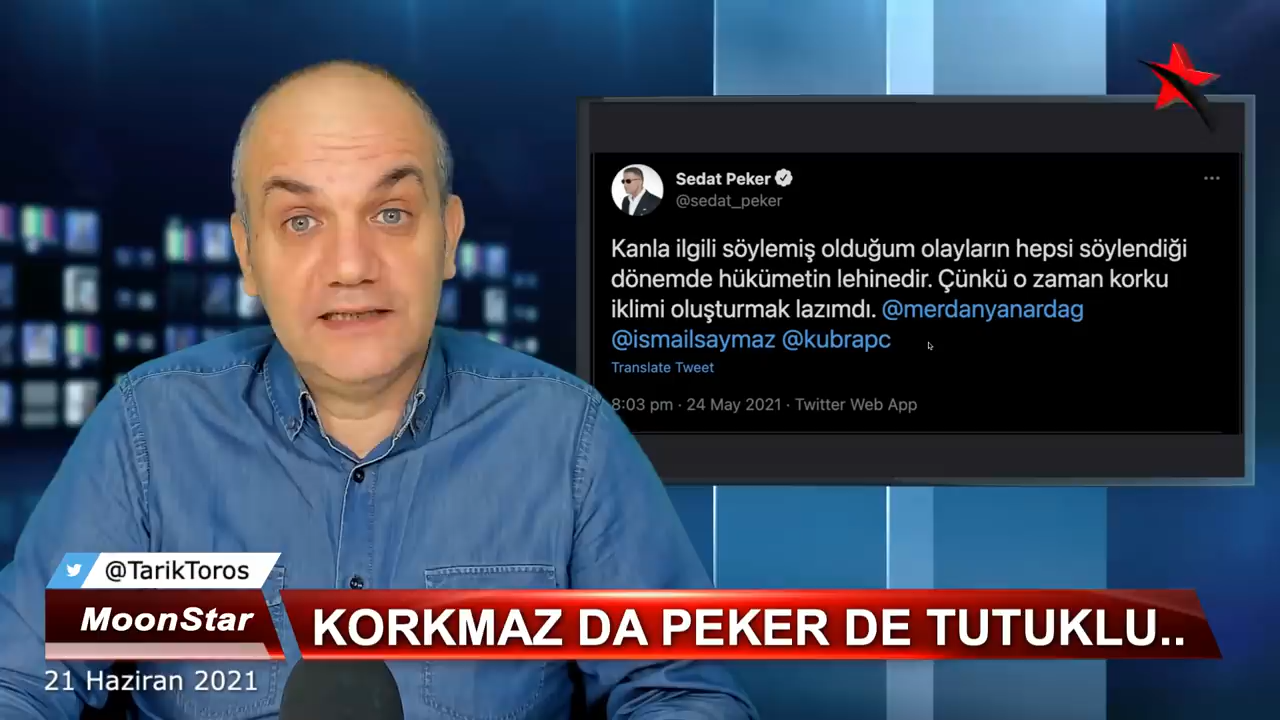 Sedat Peker
@sedat_peker
Kanla ilgili söylemiş olduğum olayların hepsi söylendiği
dönemde hükümetin lehinedir. Çünkü o zaman korku
iklimi oluşturmak lazımdı. @merdanyanardag
@ismailsaymaz @kubrapc
Translate Tweet
8:03 pm · 24 May 2021 · Twitter Web App
@TarikToros
MoonStar
KORKMAZ DA PEKER DE TUTUKLU..
21 Haziran 2021